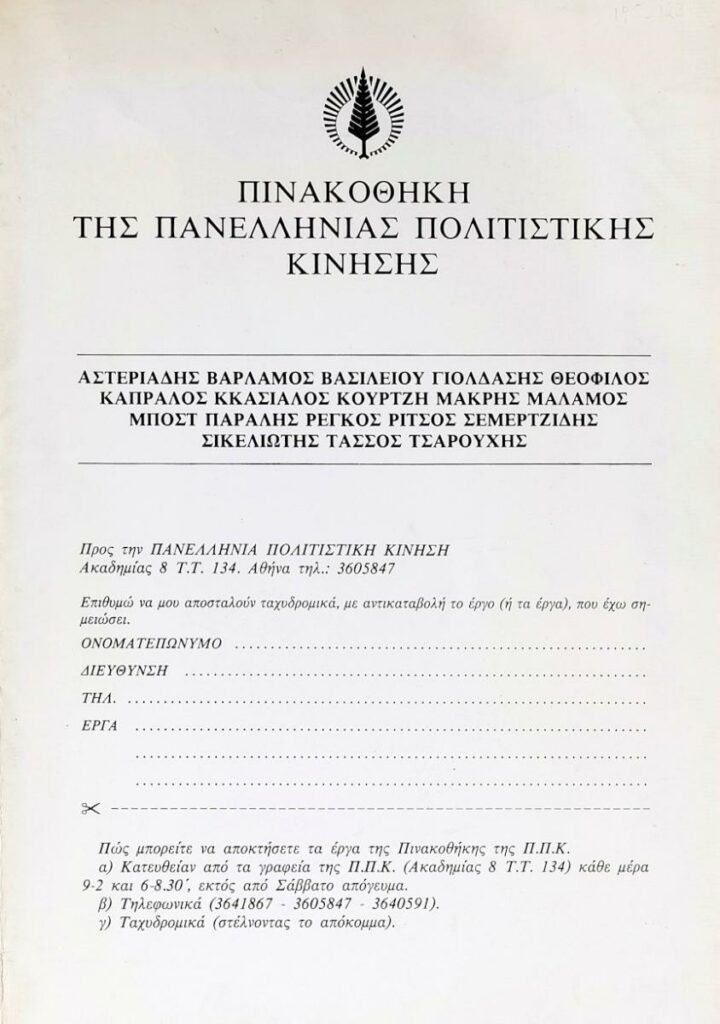 ΠΙΝΑΚΟΘΗΚΗ
ΤΗΣ ΠΑΝΕΛΛΗΝΙΑΣ ΠΟΛΙΤΙΣΤΙΚΗΣ
ΚΙΝΗΣΗΣ
ΑΣΤΕΡΙΑΔΗΣ ΒΑΡΛΑΜΟΣ ΒΑΣΙΛΕΙΟΥ ΓΙΟΛΔΑΣΗΣ ΘΕΟΦΙΛΟΣ
ΚΑΠΡΑΛΟΣ ΚΚΑΣΙΑΛΟΣ ΚΟΥΡΤΖΗ ΜΑΚΡΗΣ ΜΑΛΑΜΟΣ
ΜΠΟΣΤ ΠΑΡΑΛΗΣ ΡΕΓΚΟΣ ΡΙΤΣΟΣ ΣΕΜΕΡΤΖΙΔΗΣ
ΣΙΚΕΛΙΩΤΗΣ ΤΑΣΣΟΣ ΤΣΑΡΟΥΧΗΣ
Προς την ΠΑΝΕΛΛΗΝΙΑ ΠΟΛΙΤΙΣΤΙΚΗ ΚΙΝΗΣΗ
Ακαδημίας 8 Τ.Τ. 134. Αθήνα τηλ.: 3605847
Επιθυμώ να μου αποσταλούν ταχυδρομικά, με αντικαταβολή το έργο (ή τα έργα), που έχω ση-
μειώσει.
ΟΝΟΜΑΤΕΠΩΝΥΜΟ
ΔΙΕΥΘΥΝΣΗ
ΤΗΛ.
ΕΡΓΑ
Πώς μπορείτε να αποκτήσετε τα έργα της Πινακοθήκης της Π.Π.Κ.
α) Κατευθείαν από τα γραφεία της Π.Π.Κ. (Ακαδημίας 8 Τ.Τ. 134) κάθε μέρα
9-2 και 6-8.30΄, εκτός από Σάββατο απόγευμα.
β) Τηλεφωνικά (3641867 - 3605847 - 3640591).
γ) Ταχυδρομικά (στέλνοντας το απόκομμα).